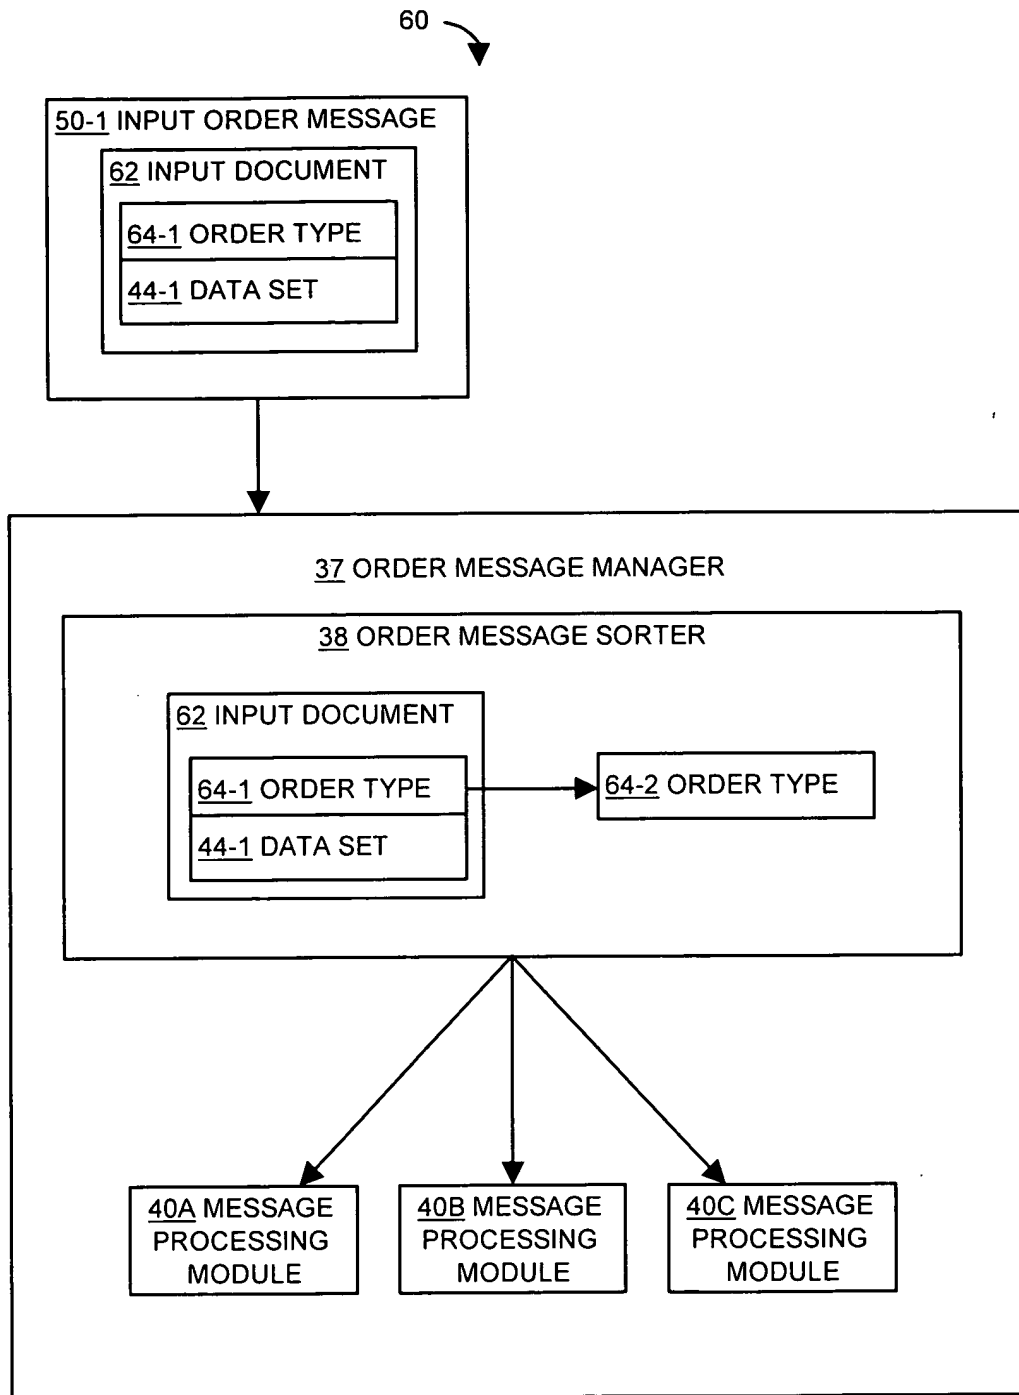 60
50-1 INPUT ORDER MESSAGE
62 INPUT DOCUMENT
64-1 ORDER TYPE
44-1 DATA SET
37 ORDER MESSAGE MANAGER
38 ORDER MESSAGE SORTER
62 INPUT DOCUMENT
64-1 ORDER TYPE
44-1 DATA SET
64-2 ORDER TYPE
40A MESSAGE
PROCESSING
MODULE
40B MESSAGE
PROCESSING
MODULE
40C MESSAGE
PROCESSING
MODULE